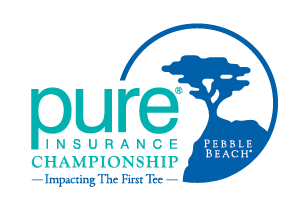 pure®
INSURANCE
CHAMPIONSHIP
—Impacting The First Tee—
PEBBLE
BEACH®